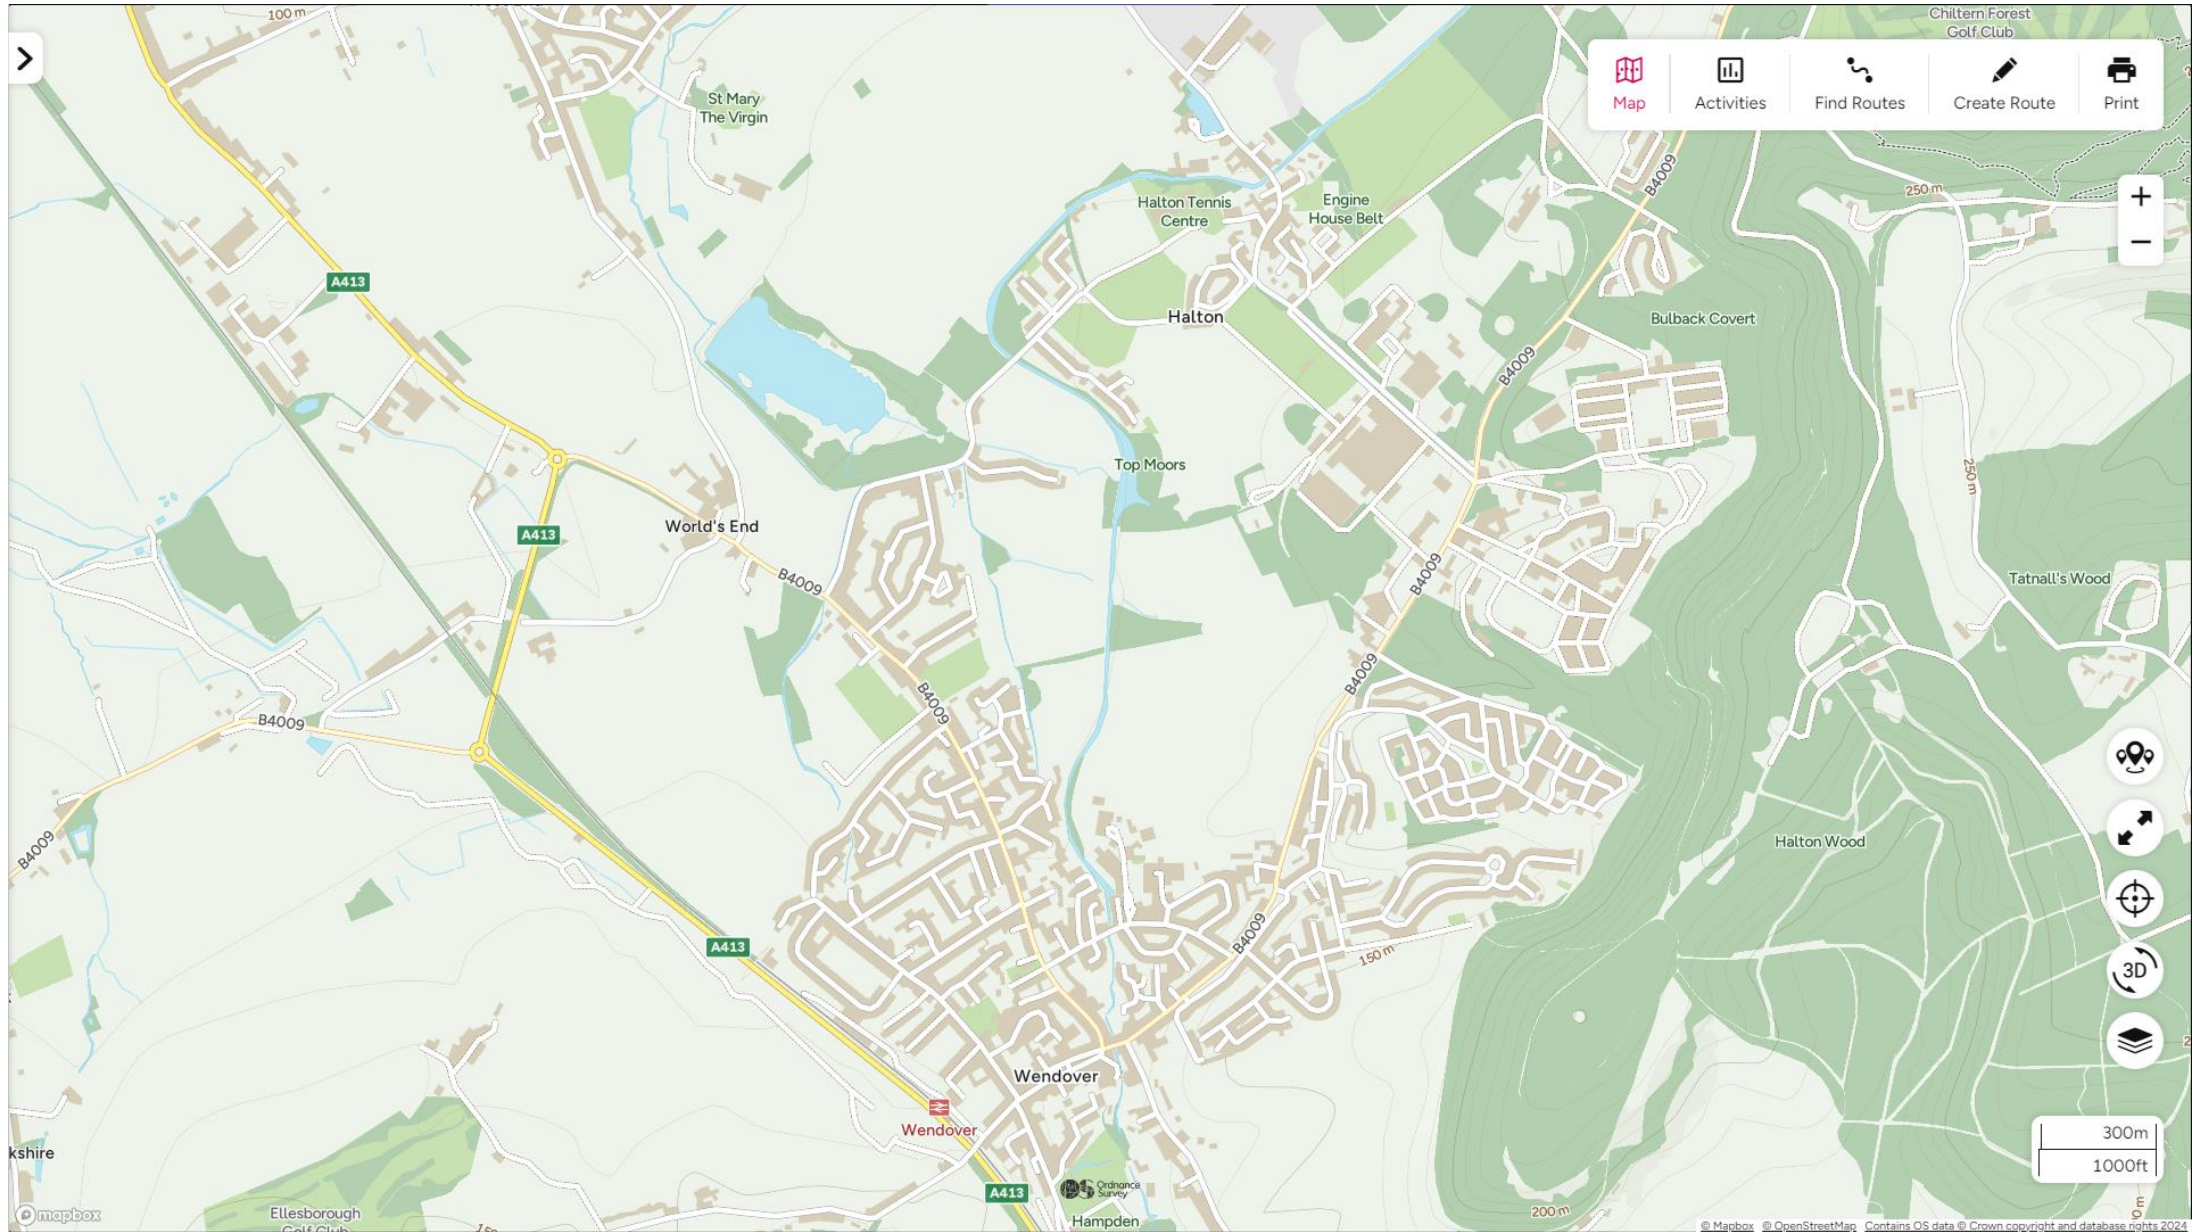 100 m
Chiltern Forest
Golf Club
Map
Activities
Find Routes
Create Route
Print
St Mary
The Virgin
B4009
250 m
Halton Tennis
Centre
Engine
House Belt
A413
Halton
Bulback Covert
B4009
Top Moors
250 m
World's End
A413
B4009
B4009
Tatnall's Wood
B4009
B4009
B4009
3D
Halton Wood
B4009
B4009
A413
150 m
Wendover
Wendover
300m
1000ft
kshire
A413
Ordnance
Survey
mapbox
Ellesborough
Golf Club
Hampden
200 m
© Mapbox © OpenStreetMap Contains OS data © Crown copyright and database rights 2024